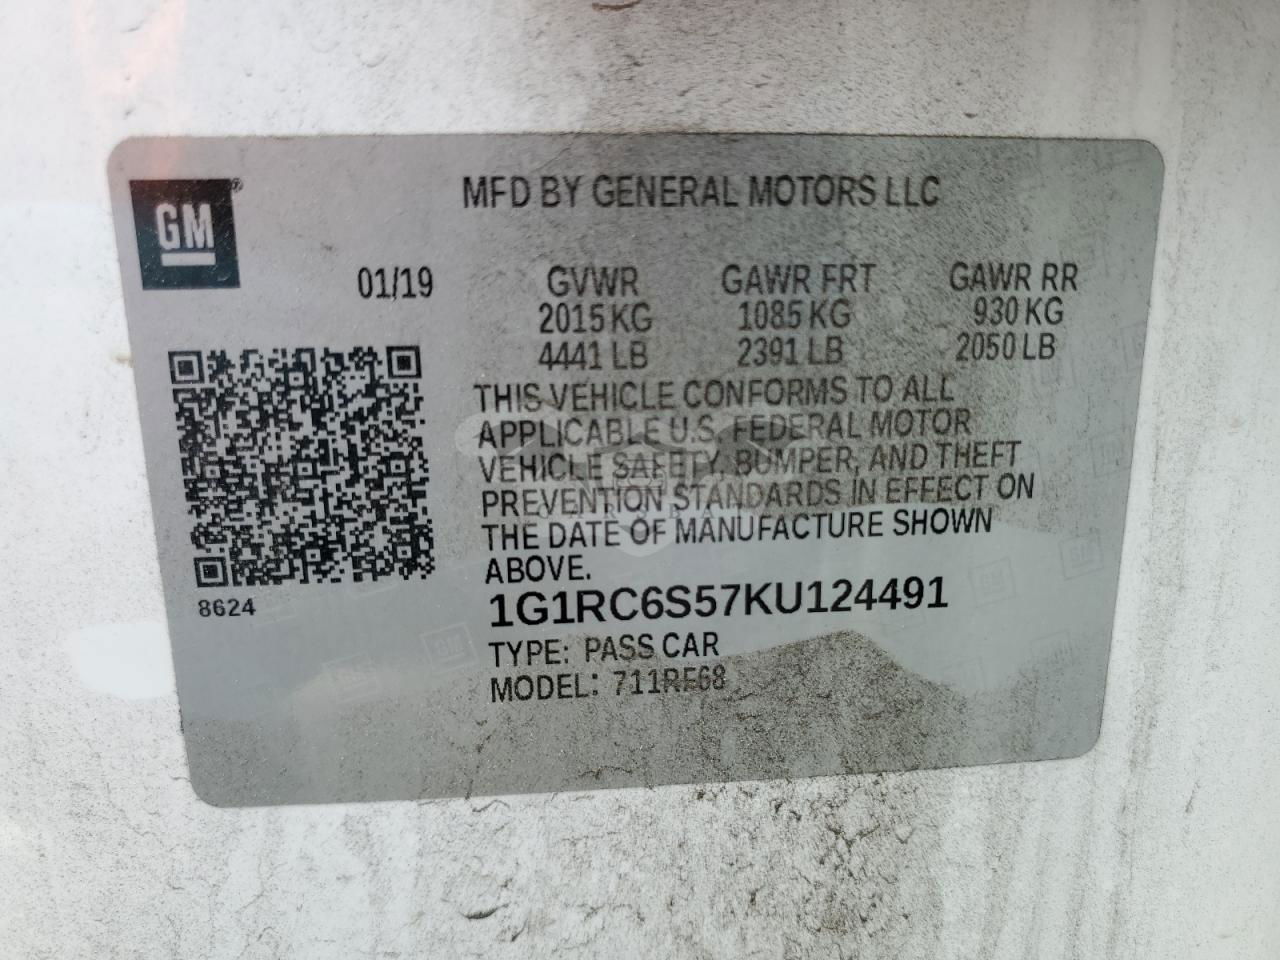 GM®
MFD BY GENERAL MOTORS LLC
01/19 GVWR GAWR FRT GAWR RR
2015 KG 1085 KG 930 KG
4441 LB 2391 LB 2050 LB
THIS VEHICLE CONFORMS TO ALL
APPLICABLE U.S. FEDERAL MOTOR
VEHICLE SAFETY, BUMPER, AND THEFT
PREVENTION STANDARDS IN EFFECT ON
THE DATE OF MANUFACTURE SHOWN
ABOVE.
8624
1G1RC6S57KU124491
TYPE: PASS CAR
MODEL: 711RF68